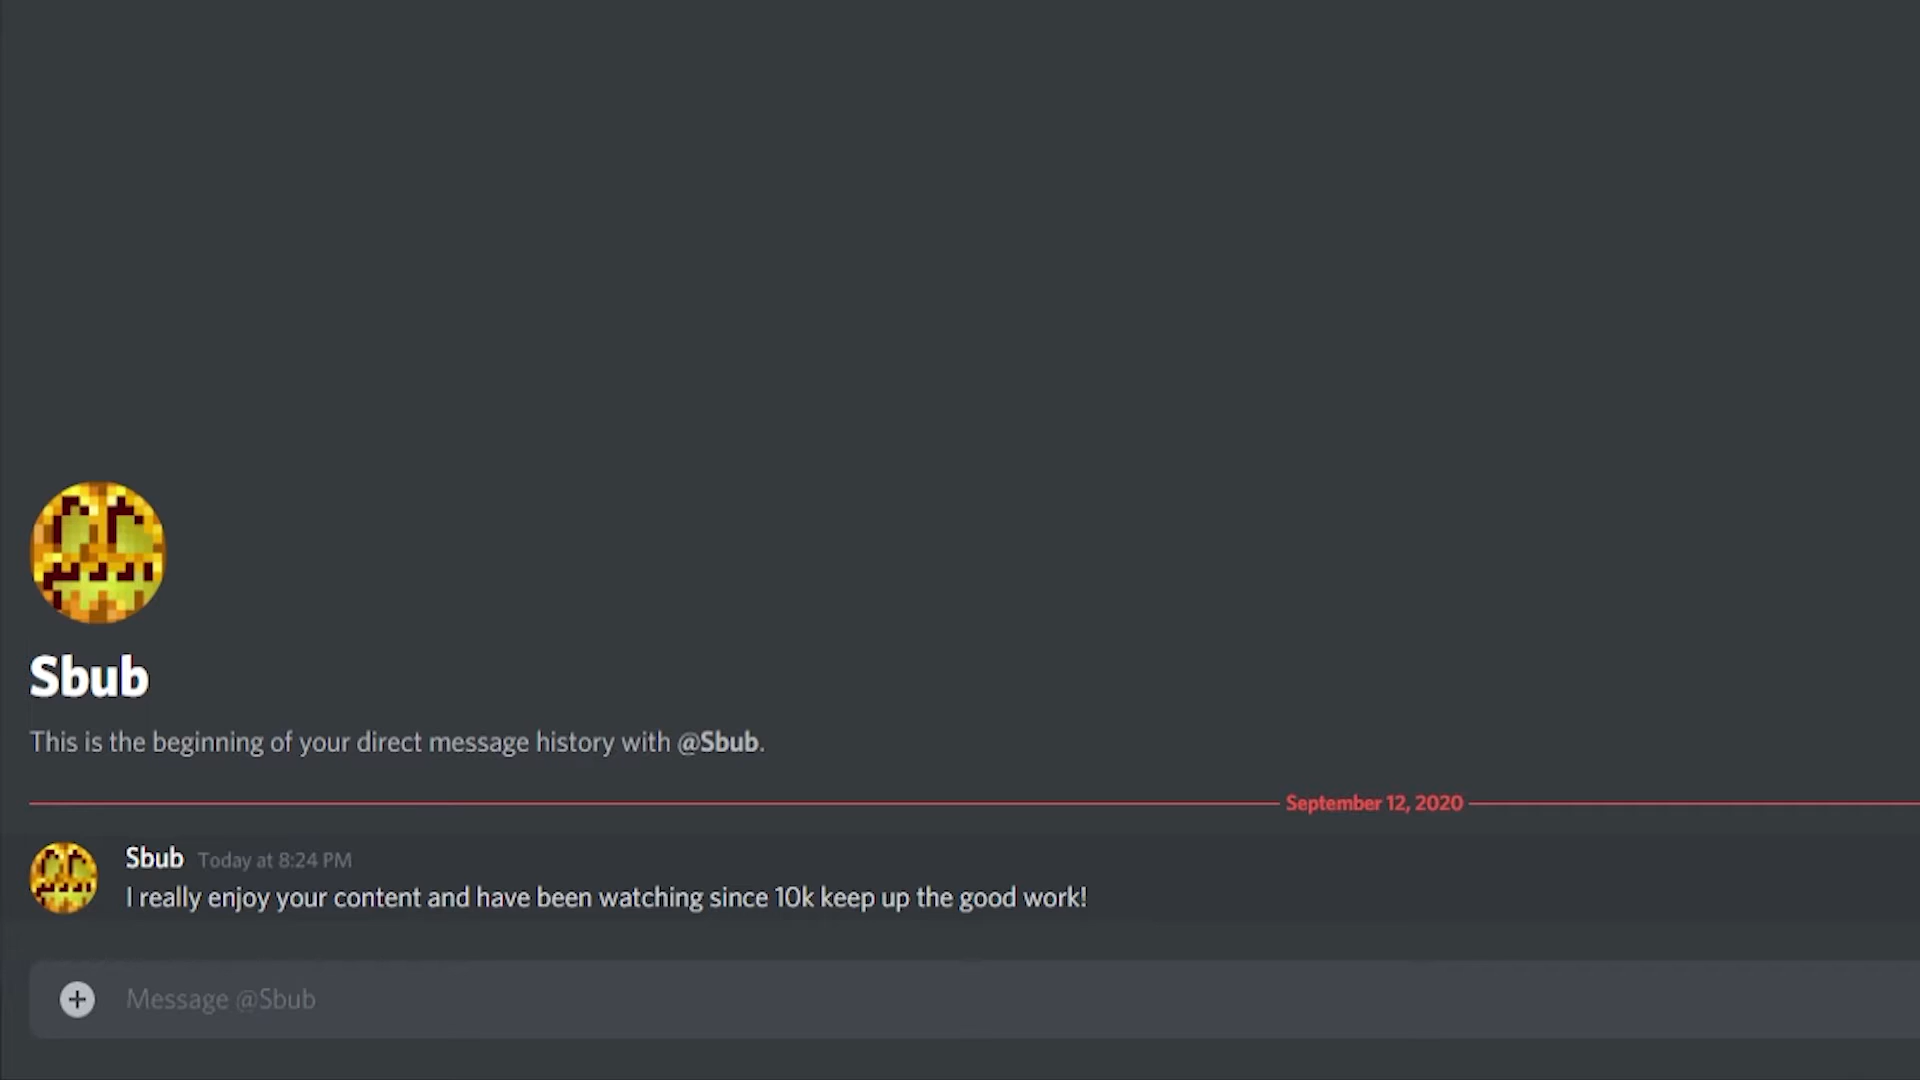 Sbub
This is the beginning of your direct message history with @Sbub.
September 12, 2020
Sbub Today at 8:24 PM
I really enjoy your content and have been watching since 10k keep up the good work!
Message @Sbub